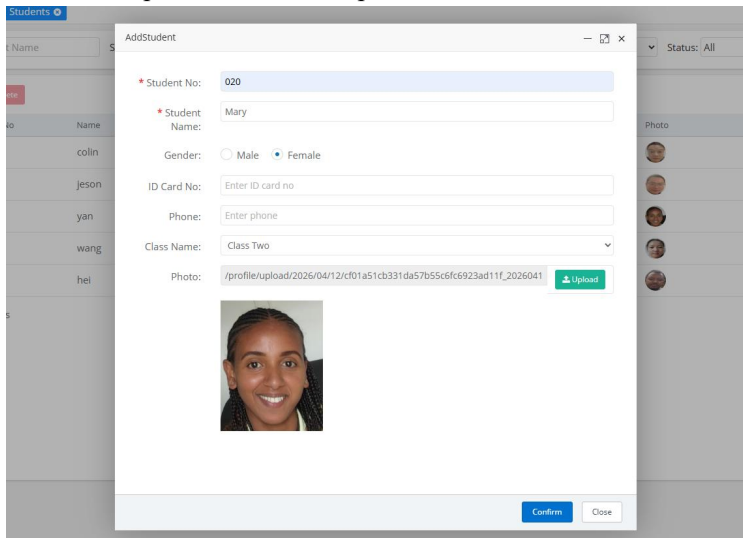 Students
t Name
S
Status: All
AddStudent
* Student No: 020
* Student Name: Mary
Gender: Male Female
ID Card No: Enter ID card no
Phone: Enter phone
Class Name: Class Two
Photo: /profile/upload/2026/04/12/cf01a51cb331da57b55c6fc6923ad11f_2026041
Upload
No Name Photo
colin
jeson
yan
wang
hei
s
Confirm Close